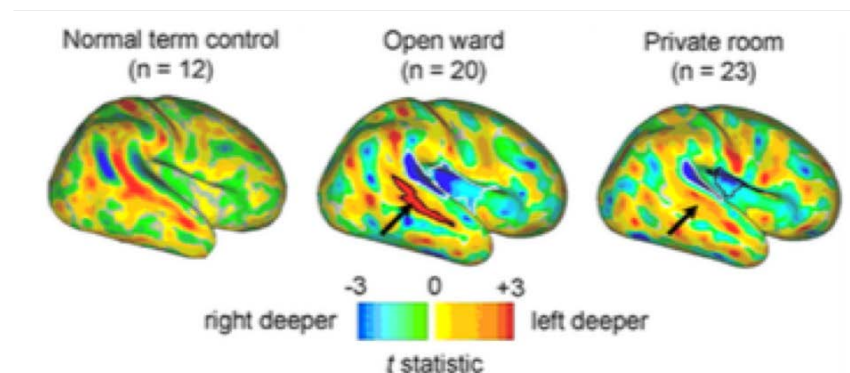 Normal term control
(n = 12)
Open ward
(n = 20)
Private room
(n = 23)
-3 0 +3
right deeper
left deeper
t statistic